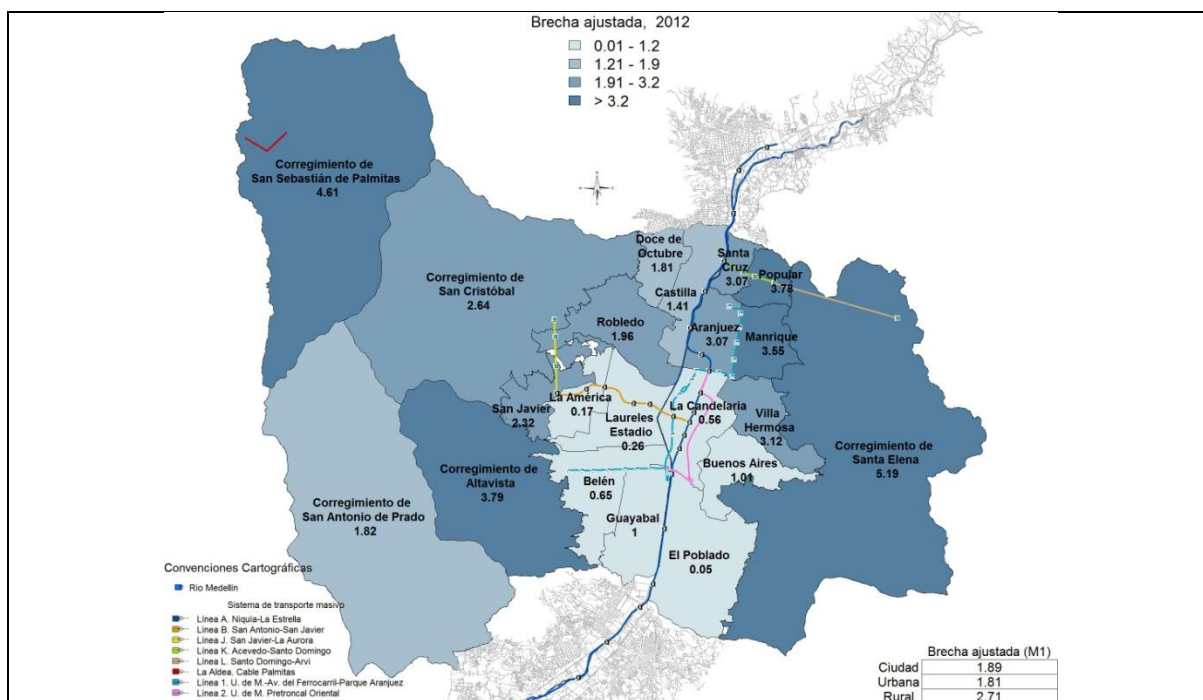 Brecha ajustada, 2012
0.01 - 1.2
1.21 - 1.9
1.91 - 3.2
> 3.2
Corregimiento de
San Sebastián de Palmitas
4.61
Doce de
Octubre
1.81
Santa
Cruz
3.07
Popular
3.78
Corregimiento de
San Cristóbal
2.64
Castilla
1.41
Robledo
1.96
Aranjuez
3.07
Manrique
3.55
San Javier
2.32
La América
0.17
Laureles
Estadio
0.26
La Candelaria
0.56
Villa
Hermosa
3.12
Corregimiento de
Santa Elena
5.19
Corregimiento de
Altavista
3.79
Buenos Aires
1.01
Belén
0.65
Corregimiento de
San Antonio de Prado
1.82
Guayabal
1
El Poblado
0.05
Convenciones Cartográficas
Río Medellín
Sistema de transporte masivo
Línea A. Niquía-La Estrella
Línea B. San Antonio-San Javier
Línea J. San Javier-La Aurora
Línea K. Acevedo-Santo Domingo
Línea L. Santo Domingo-Arví
La Aldea. Cable Palmitas
Línea 1. U. de M.-Av. del Ferrocarril-Parque Aranjuez
Línea 2. U. de M. Pretroncal Oriental
Brecha ajustada (M1)
Ciudad 1.89
Urbana 1.81
Rural 2.71